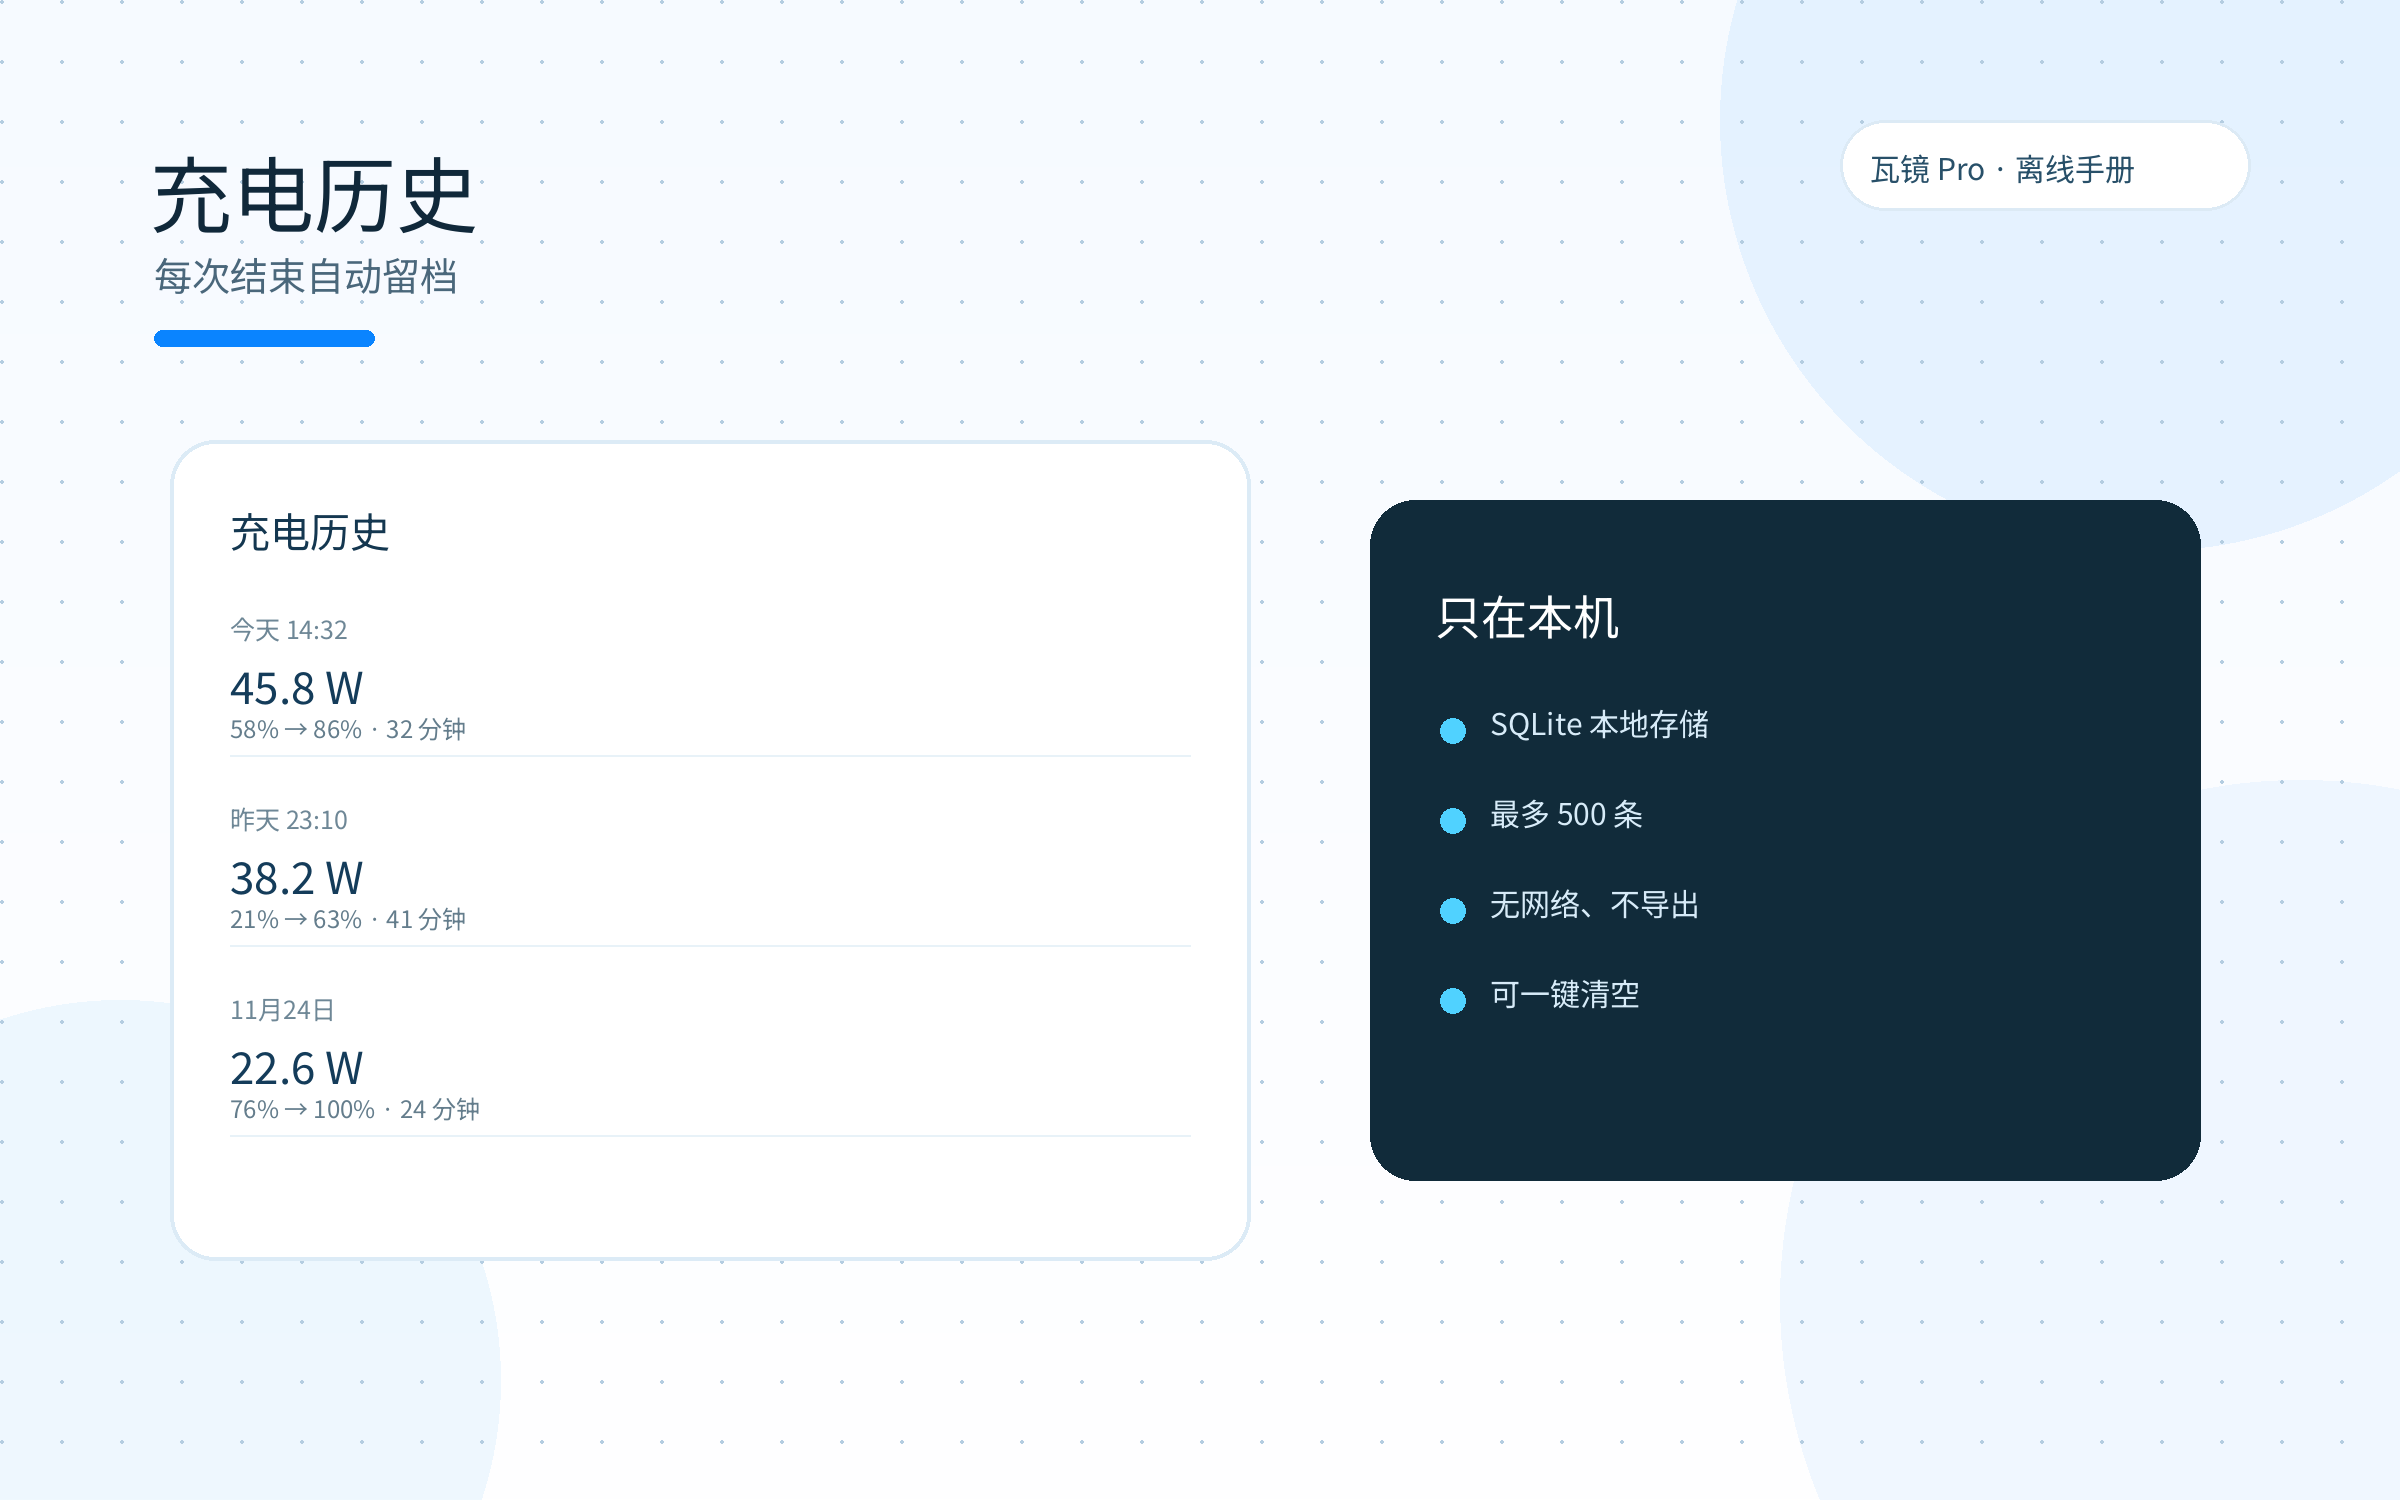 充电历史
每次结束自动留档
瓦镜 Pro · 离线手册
充电历史
今天 14:32
45.8 W
58% → 86% · 32 分钟
昨天 23:10
38.2 W
21% → 63% · 41 分钟
11月24日
22.6 W
76% → 100% · 24 分钟
只在本机
SQLite 本地存储
最多 500 条
无网络、不导出
可一键清空